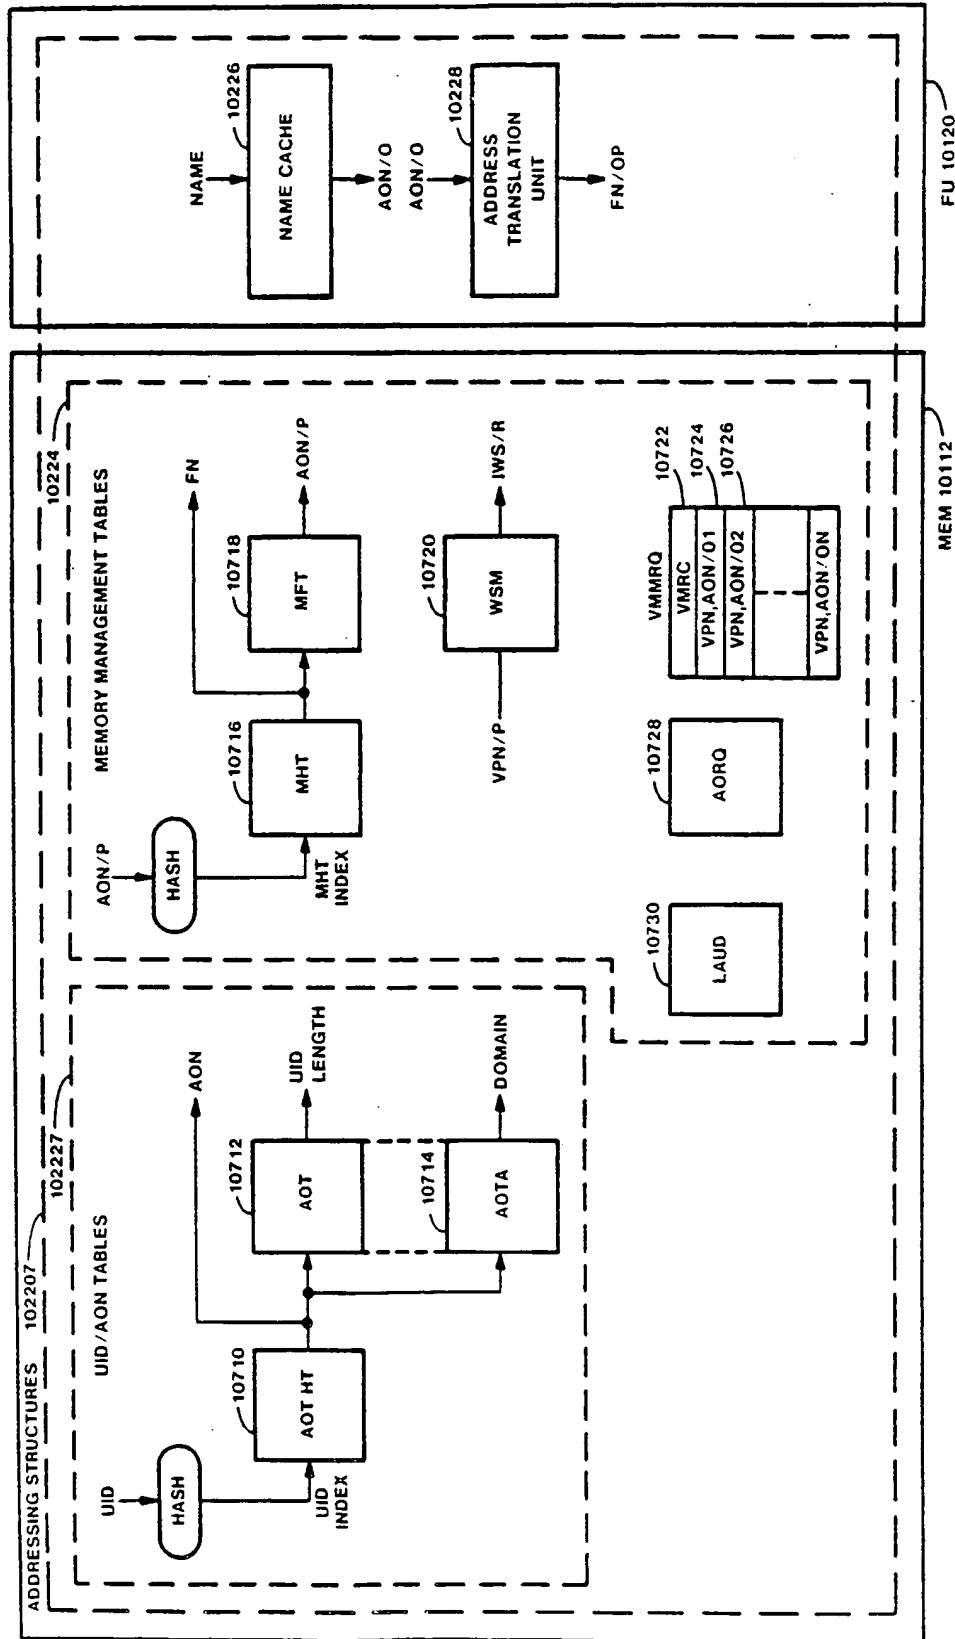 ADDRESSING STRUCTURES 102207
102227
UID/AON TABLES
UID
HASH
UID
INDEX
10710
AOT HT
AON
10712
AOT
UID
LENGTH
10714
AOTA
DOMAIN
10224
MEMORY MANAGEMENT TABLES
AON/P
HASH
MHT
INDEX
10716
MHT
FN
10718
MFT
AON/P
VPN/P
10720
WSM
IWS/R
10730
LAUD
10728
AORQ
VMMRQ
VMRC
10722
VPN,AON/O1
10724
VPN,AON/O2
10726
VPN,AON/ON
MEM 10112
NAME
10226
NAME CACHE
AON/O
AON/O
10228
ADDRESS
TRANSLATION
UNIT
FN/OP
FU 10120